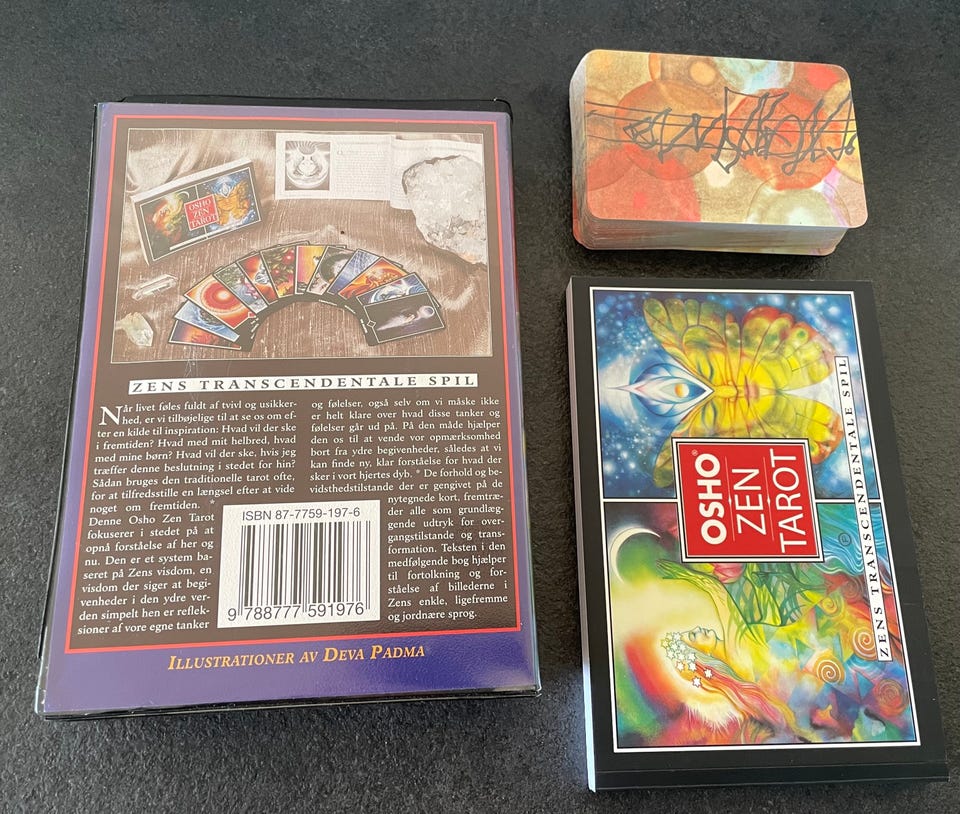 OSHO
ZEN
TAROT
ZENS TRANSCENDENTALE SPIL
Når livet føles fuldt af tvivl og usikker-
hed, er vi tilbøjelige til at se os om ef-
ter en kilde til inspiration: Hvad vil der ske
i fremtiden? Hvad med mit helbred, hvad
med mine børn? Hvad vil der ske, hvis jeg
træffer denne beslutning i stedet for hin?
Sådan bruges den traditionelle tarot ofte,
for at tilfredsstille en længsel efter at vide
noget om fremtiden. *
Denne Osho Zen Tarot
fokuserer i stedet på at
opnå forståelse af her og
nu. Den er et system ba-
seret på Zens visdom, en
visdom der siger at begi-
venheder i den ydre ver-
den simpelt hen er reflek-
sioner af vore egne tanker
og følelser, også selv om vi måske ikke
er helt klare over hvad disse tanker og
følelser går ud på. På den måde hjælper
den os til at vende vor opmærksomhed
bort fra ydre begivenheder, således at vi
kan finde ny, klar forståelse for hvad der
sker i vort hjertes dyb. * De forhold og be-
vidsthedstilstande der er gengivet på de
nytegnede kort, fremtræ-
der alle som grundlæg-
gende udtryk for over-
gangstilstande og trans-
formation. Teksten i den
medfølgende bog hjælper
til fortolkning og for-
ståelse af billederne i
Zens enkle, ligefremme
og jordnære sprog.
ISBN 87-7759-197-6
9 788777 591976
ILLUSTRATIONER AV DEVA PADMA
OSHO®
ZEN
TAROT
ZENS TRANSCENDENTALE SPIL